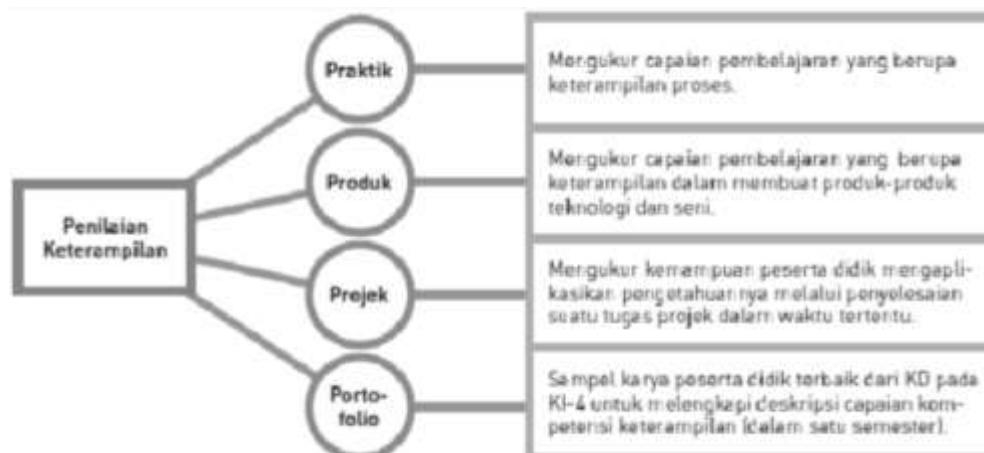 Penilaian
Keterampilan
Praktik
Mengukur capaian pembelajaran yang berupa
keterampilan proses.
Produk
Mengukur capaian pembelajaran yang berupa
keterampilan dalam membuat produk-produk
teknologi dan seni.
Projek
Mengukur kemampuan peserta didik mengapli-
kasikan pengetahuannya melalui penyelesaian
suatu tugas projek dalam waktu tertentu.
Porto-
folio
Sampel karya peserta didik terbaik dari KD pada
KI-4 untuk melengkapi deskripsi capaian kom-
petensi keterampilan (dalam satu semester).